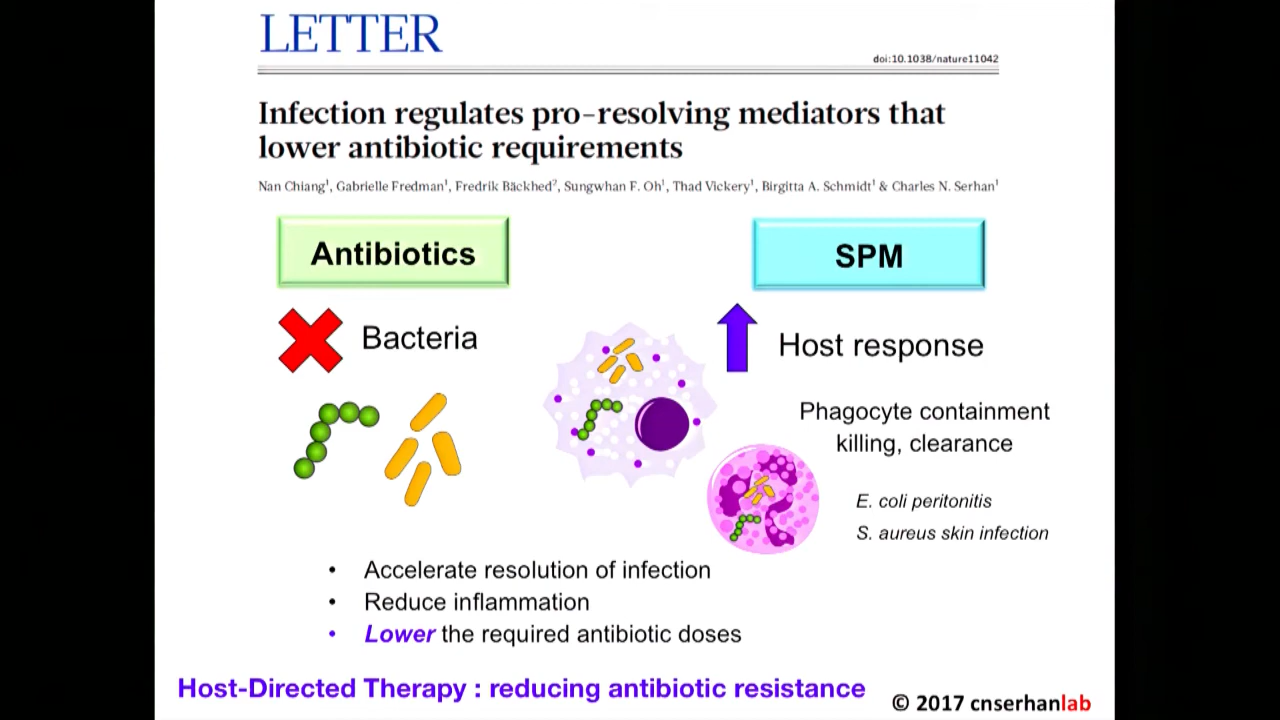 LETTER
doi:10.1038/nature11042
Infection regulates pro-resolving mediators that
lower antibiotic requirements
Nan Chiang¹, Gabrielle Fredman¹, Fredrik Bäckhed², Sungwhan F. Oh¹, Thad Vickery¹, Birgitta A. Schmidt¹ & Charles N. Serhan¹
Antibiotics
SPM
Bacteria
Host response
Phagocyte containment
killing, clearance
E. coli peritonitis
S. aureus skin infection
• Accelerate resolution of infection
• Reduce inflammation
• Lower the required antibiotic doses
Host-Directed Therapy : reducing antibiotic resistance
© 2017 cnserhanlab